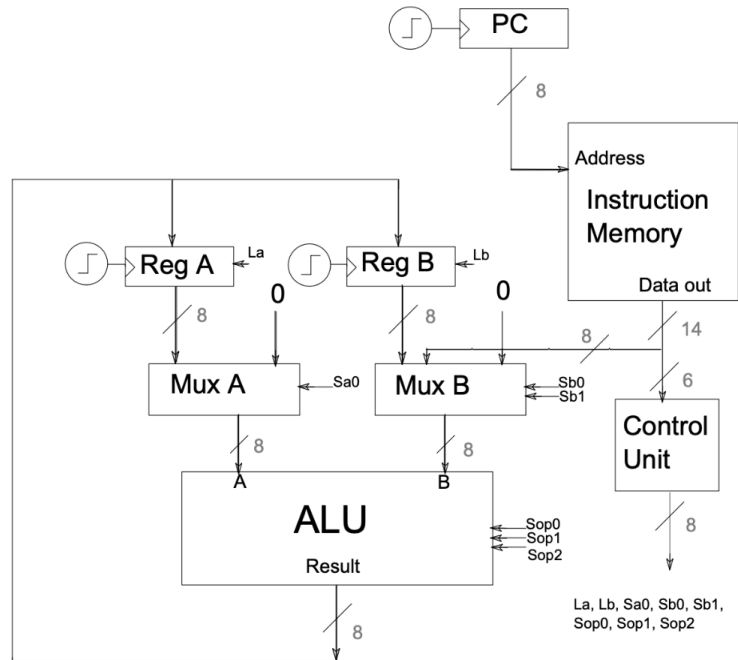 PC
8
Address
Instruction
Memory
Data out
La
Lb
Reg A
Reg B
8
0
8
0
8
14
6
Mux A
Sa0
Mux B
Sb0
Sb1
Control
Unit
8
8
A
B
ALU
Sop0
Sop1
Sop2
8
Result
8
La, Lb, Sa0, Sb0, Sb1,
Sop0, Sop1, Sop2